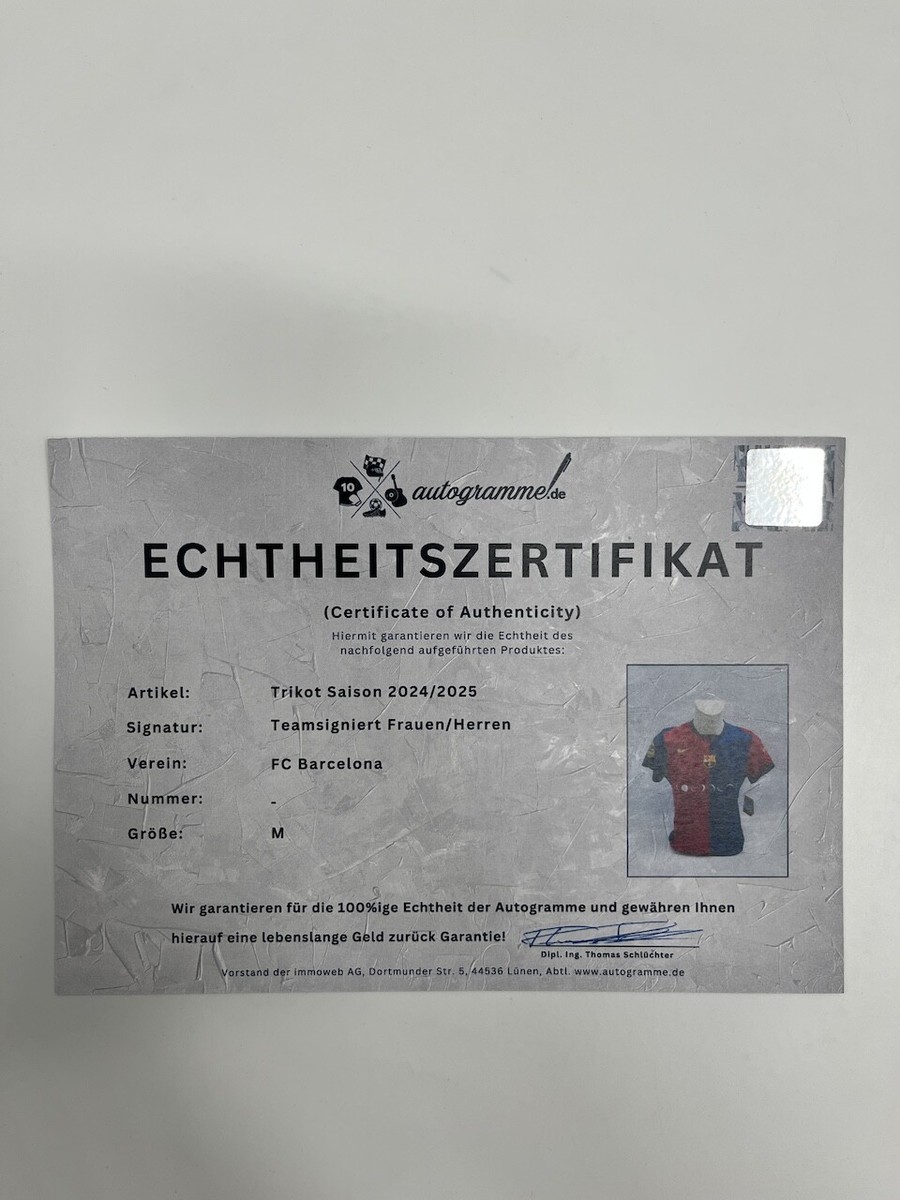 10
autogramme.de
ECHTHEITSZERTIFIKAT
(Certificate of Authenticity)
Hiermit garantieren wir die Echtheit des
nachfolgend aufgeführten Produktes:
Artikel: Trikot Saison 2024/2025
Signatur: Teamsigniert Frauen/Herren
Verein: FC Barcelona
Nummer: -
Größe: M
Wir garantieren für die 100%ige Echtheit der Autogramme und gewähren Ihnen
hierauf eine lebenslange Geld zurück Garantie!
Dipl. Ing. Thomas Schlüchter
Vorstand der immoweb AG, Dortmunder Str. 5, 44536 Lünen, Abtl. www.autogramme.de